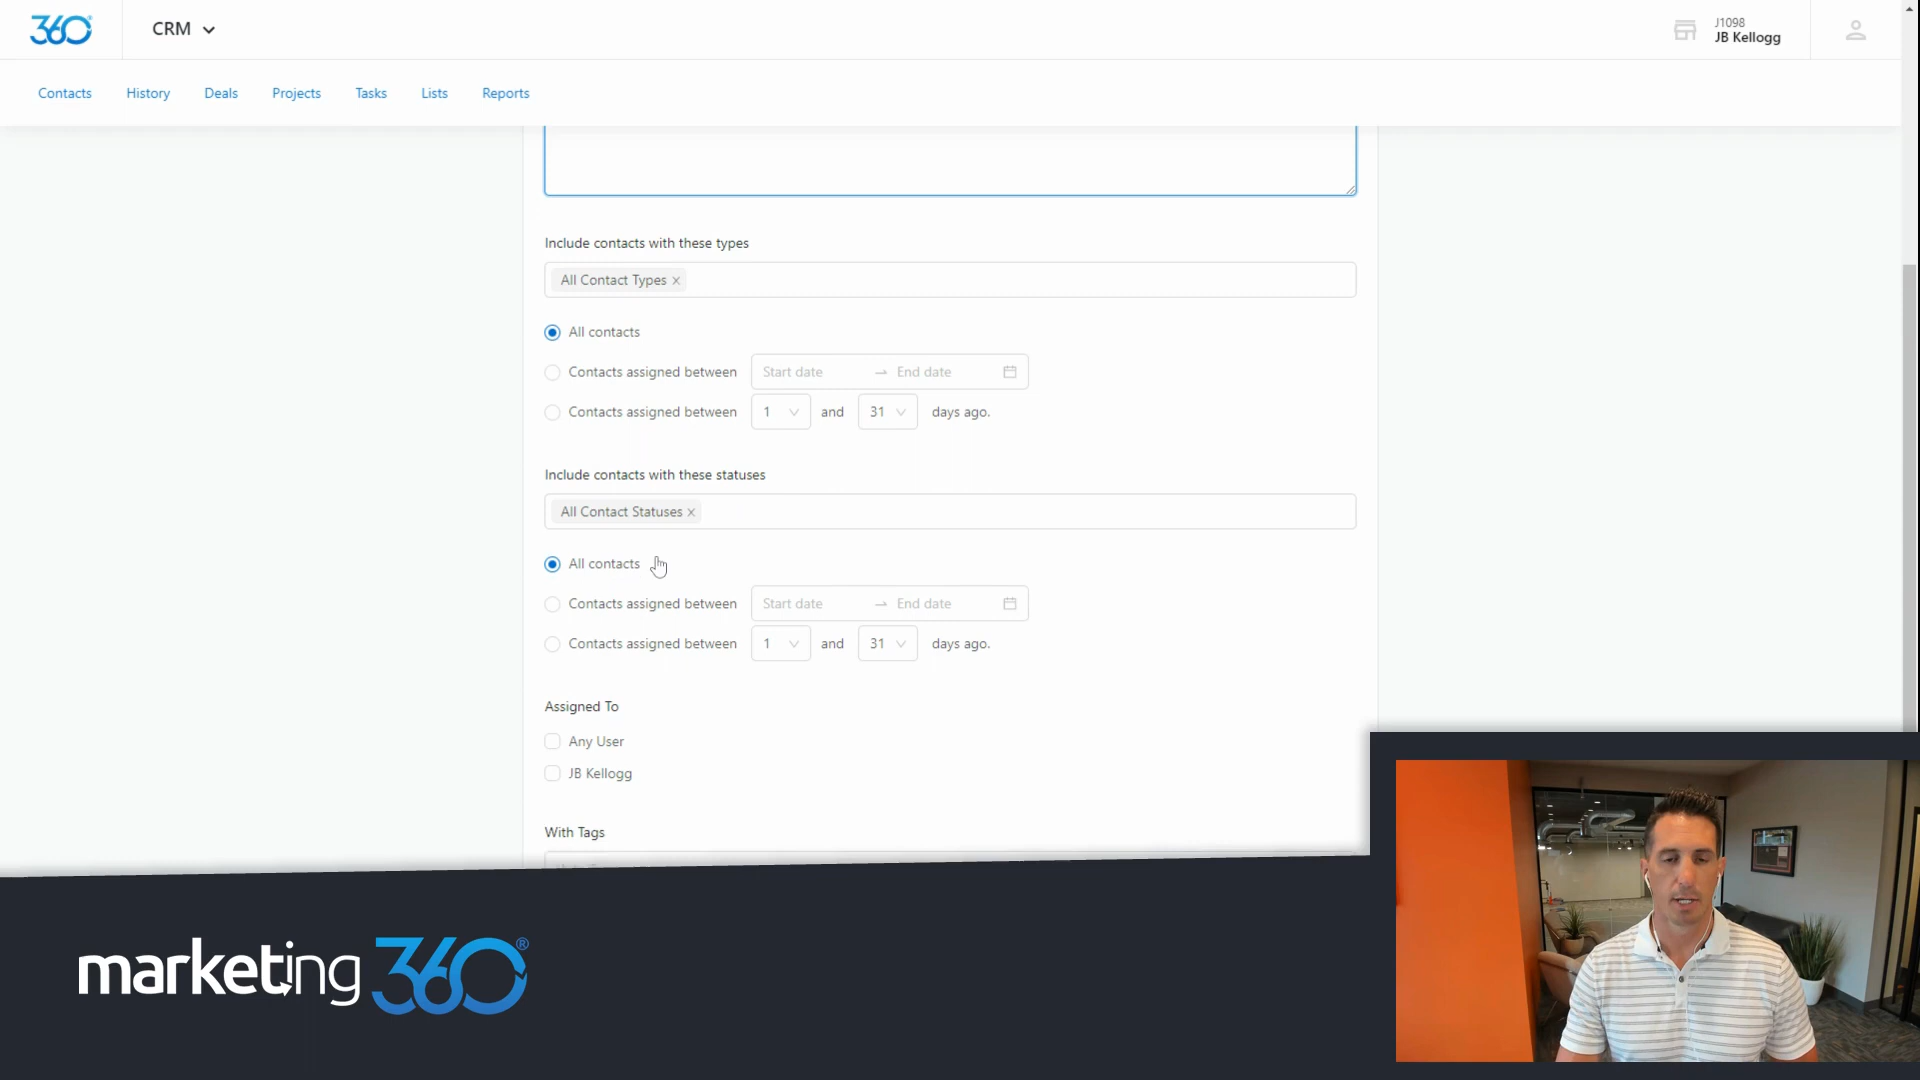 360®
CRM
J1098
JB Kellogg
Contacts
History
Deals
Projects
Tasks
Lists
Reports
Include contacts with these types
All Contact Types ×
All contacts
Contacts assigned between Start date → End date
Contacts assigned between 1 and 31 days ago.
Include contacts with these statuses
All Contact Statuses ×
All contacts
Contacts assigned between Start date → End date
Contacts assigned between 1 and 31 days ago.
Assigned To
Any User
JB Kellogg
With Tags
marketing 360®